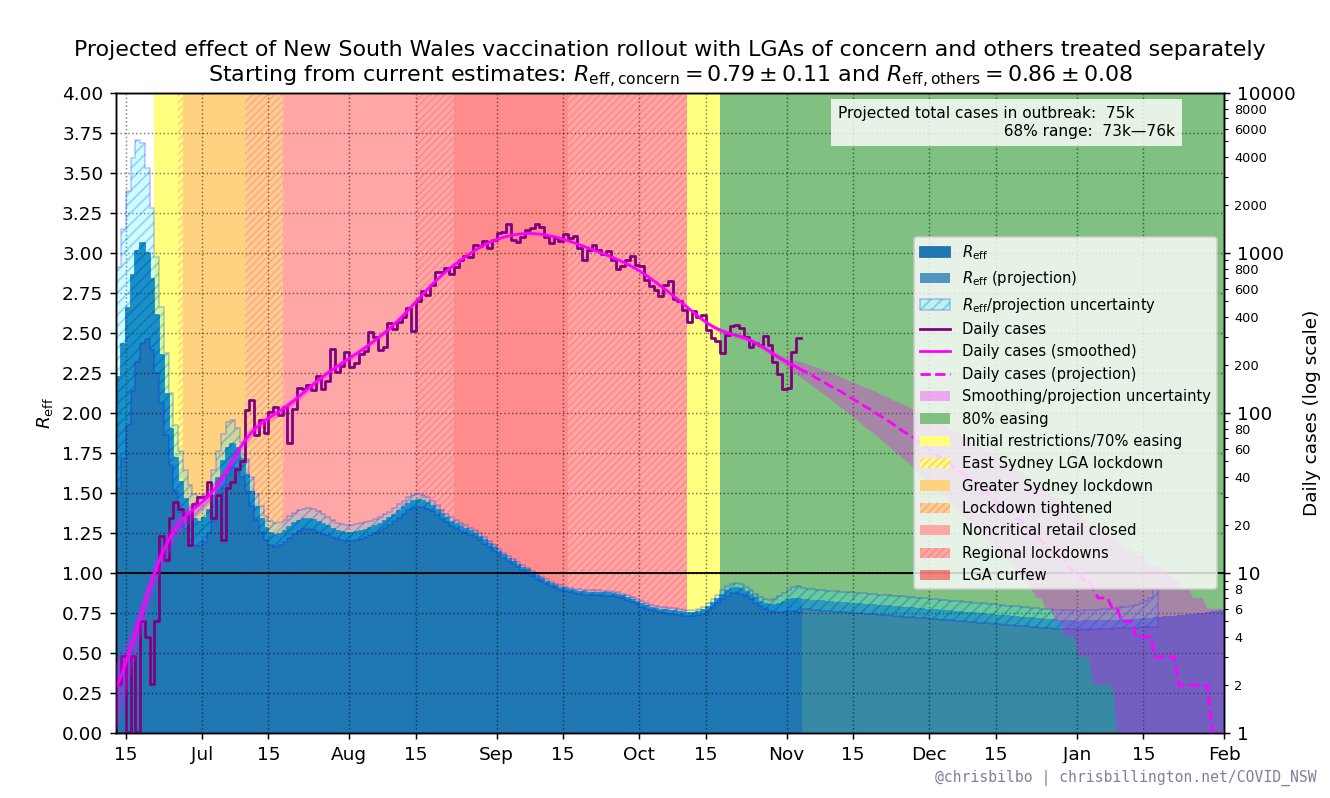 Projected effect of New South Wales vaccination rollout with LGAs of concern and others treated separately
Starting from current estimates: Reff, concern = 0.79 ± 0.11 and Reff, others = 0.86 ± 0.08
Projected total cases in outbreak: 75k
68% range: 73k—76k
4.00
3.75
3.50
3.25
3.00
2.75
2.50
2.25
2.00
1.75
1.50
1.25
1.00
0.75
0.50
0.25
0.00
Reff
10000
8000
6000
4000
2000
1000
800
600
400
200
100
80
60
40
20
10
8
6
4
2
1
Daily cases (log scale)
Reff
Reff (projection)
Reff/projection uncertainty
Daily cases
Daily cases (smoothed)
Daily cases (projection)
Smoothing/projection uncertainty
80% easing
Initial restrictions/70% easing
East Sydney LGA lockdown
Greater Sydney lockdown
Lockdown tightened
Noncritical retail closed
Regional lockdowns
LGA curfew
15 Jul 15 Aug 15 Sep 15 Oct 15 Nov 15 Dec 15 Jan 15 Feb
@chrisbilbo | chrisbillington.net/COVID_NSW